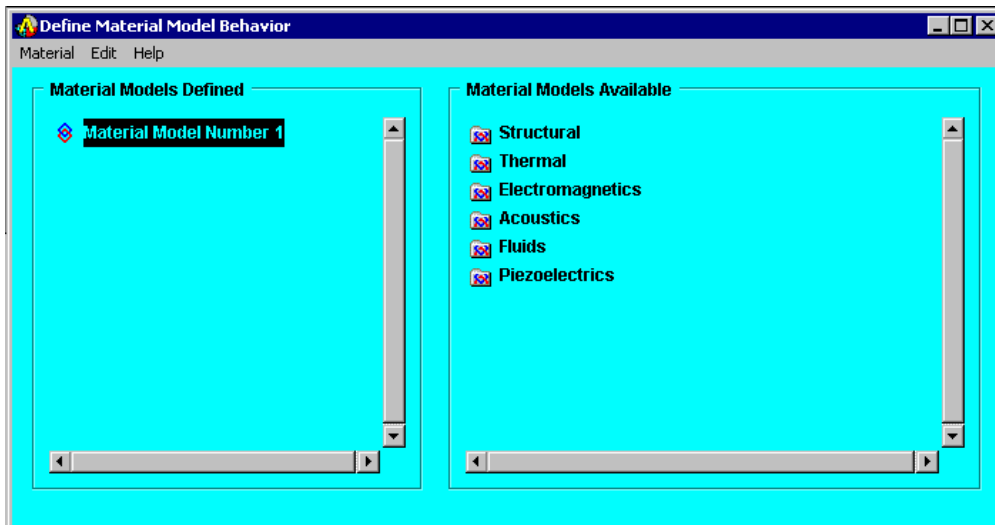 Define Material Model Behavior
Material Edit Help
Material Models Defined
Material Models Available
Material Model Number 1
Structural
Thermal
Electromagnetics
Acoustics
Fluids
Piezoelectrics